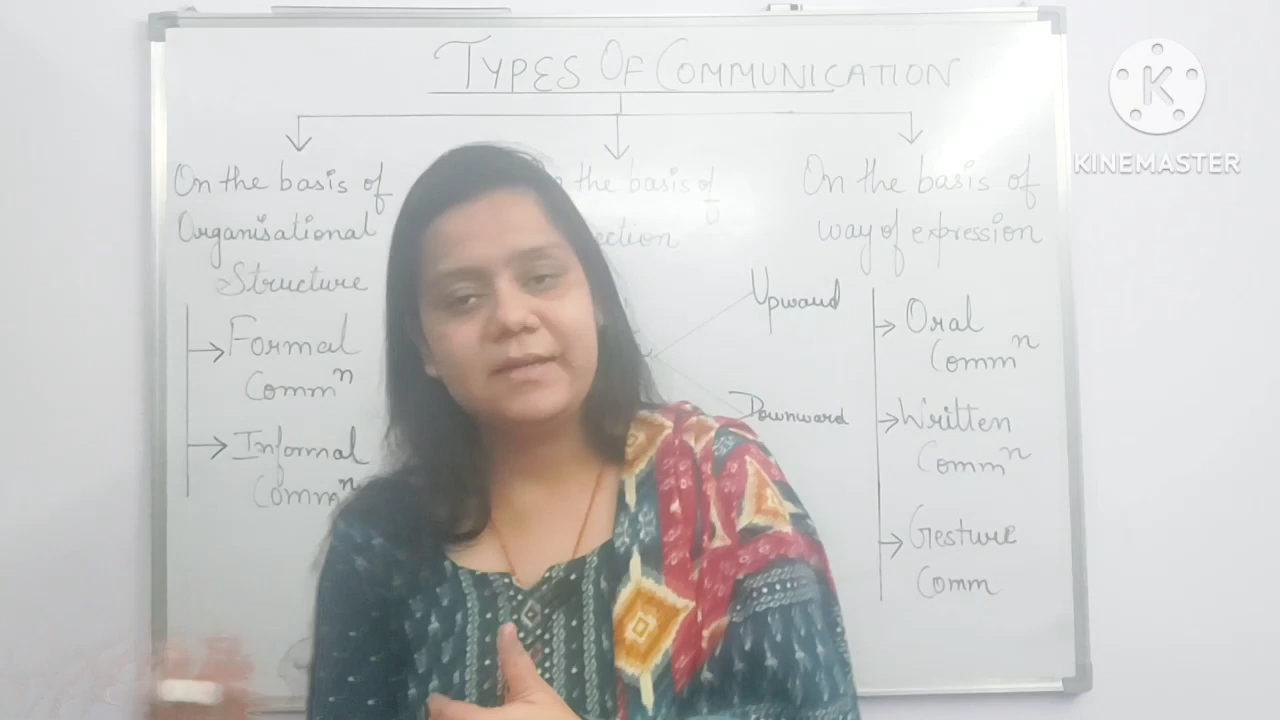 TYPES OF COMMUNICATION
On the basis of
Organisational
Structure
Formal
Commⁿ
Informal
Commⁿ
the basis of
Upward
Downward
On the basis of
way of expression
Oral
Commⁿ
Written
Commⁿ
Gesture
Comm
K
KINEMASTER